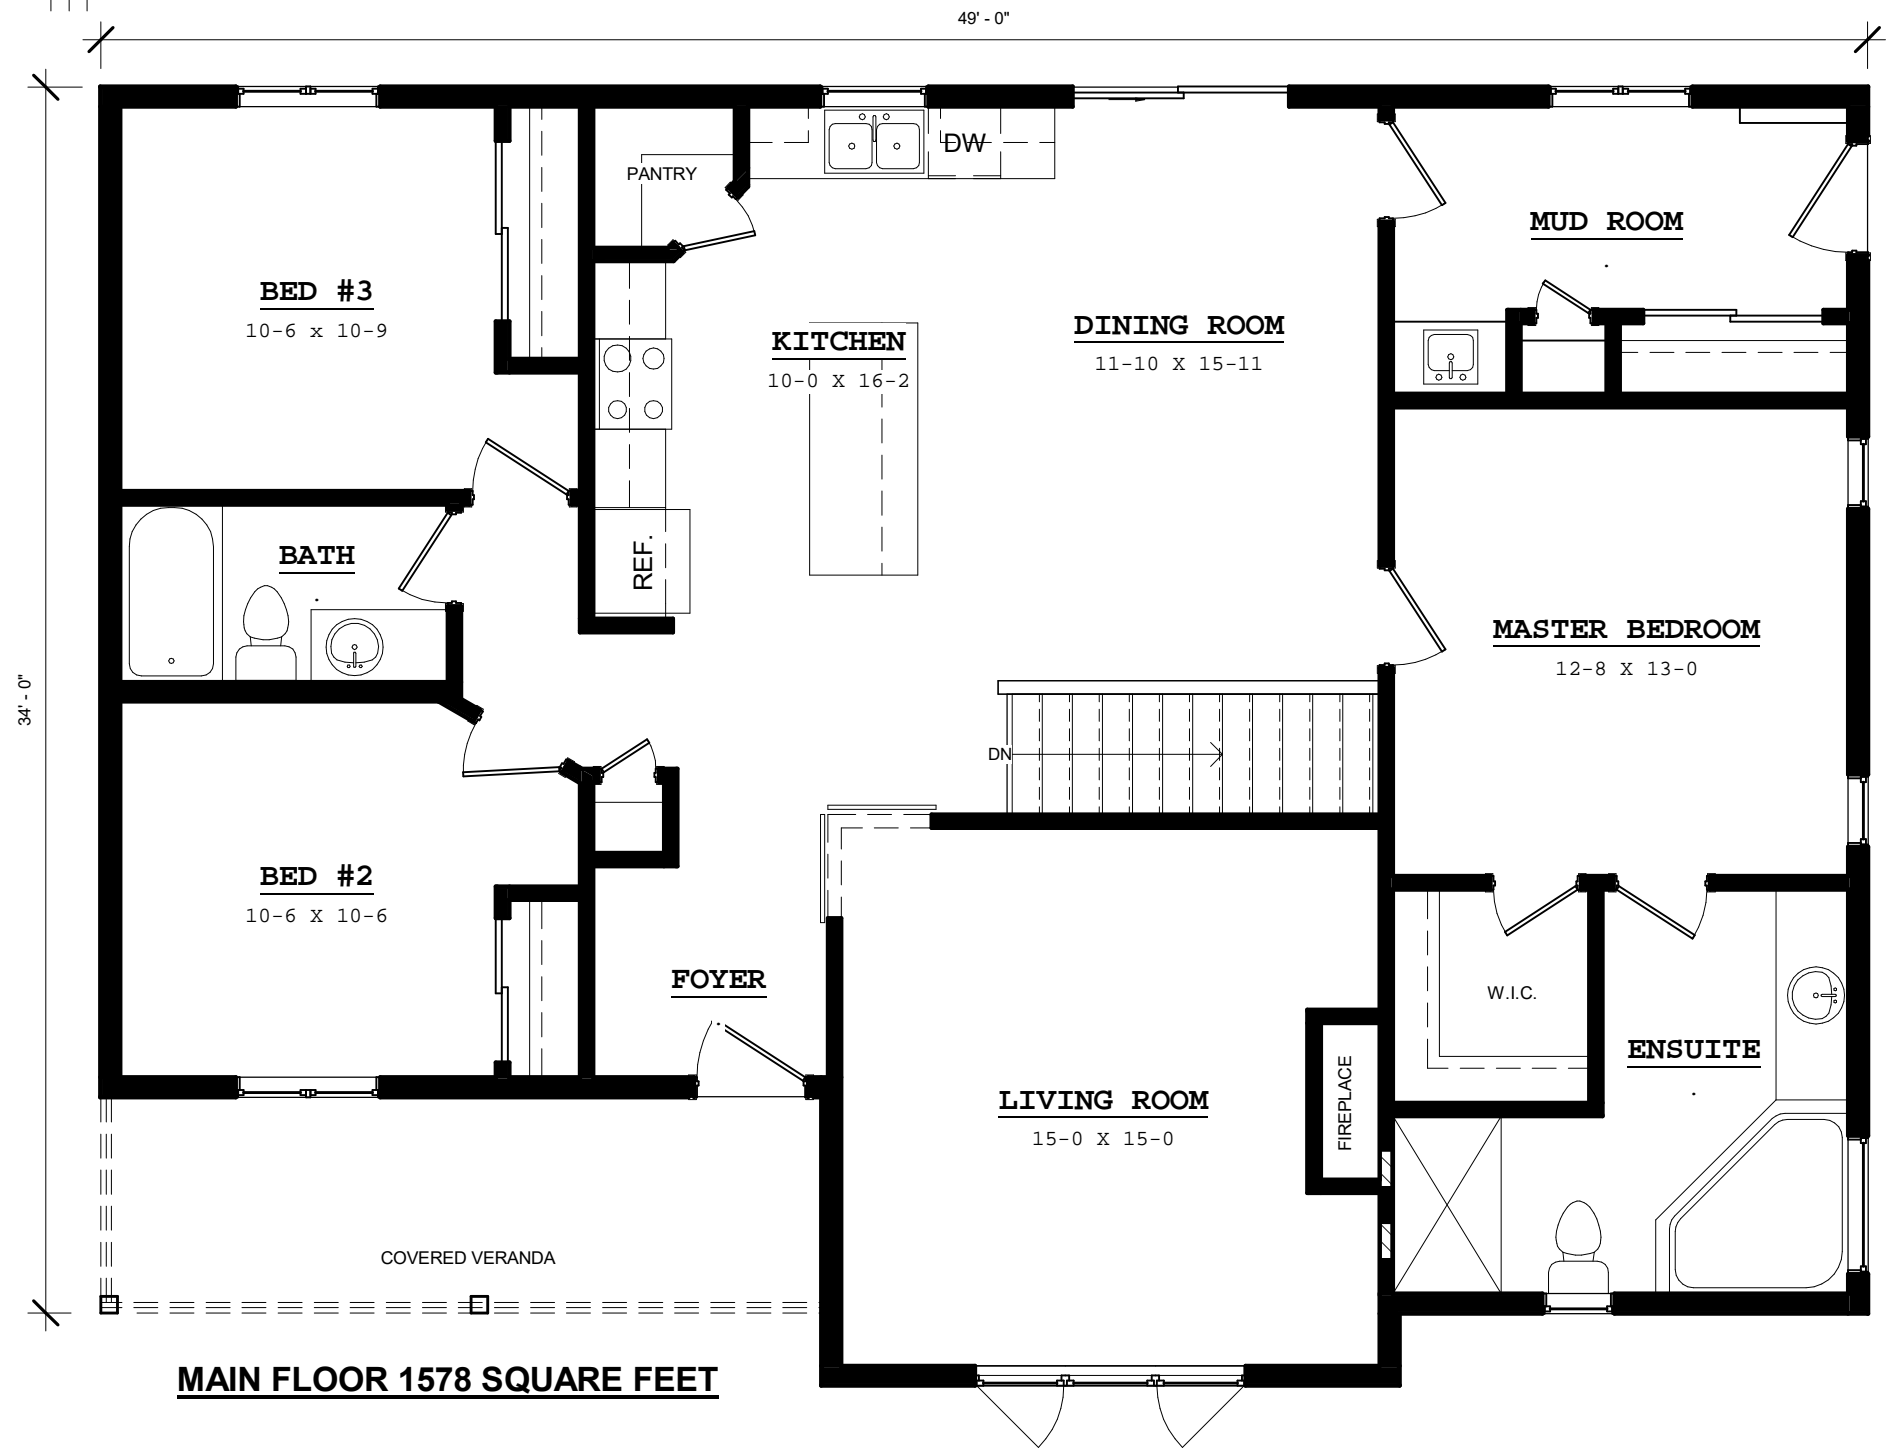 49' - 0"
DW
PANTRY
MUD ROOM
BED #3
10-6 x 10-9
KITCHEN
10-0 X 16-2
DINING ROOM
11-10 X 15-11
BATH
REF.
MASTER BEDROOM
12-8 X 13-0
34' - 0"
DN
BED #2
10-6 X 10-6
FOYER
W.I.C.
ENSUITE
LIVING ROOM
15-0 X 15-0
FIREPLACE
COVERED VERANDA
MAIN FLOOR 1578 SQUARE FEET